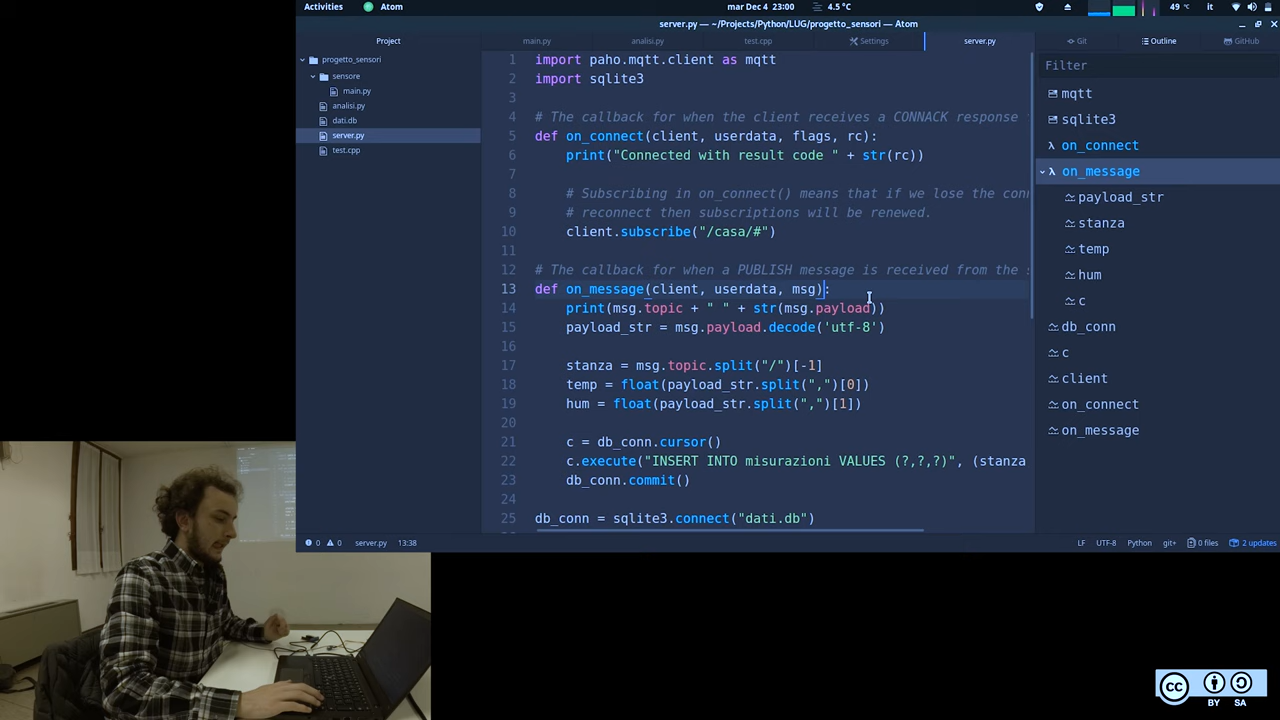 Activities Atom mar Dec 4 23:00 4.5 °C 49 °C it
server.py — ~/Projects/Python/LUG/progetto_sensori — Atom
Project main.py analisi.py test.cpp Settings server.py Git Outline GitHub
progetto_sensori
sensore
main.py
analisi.py
dati.db
server.py
test.cpp
1 import paho.mqtt.client as mqtt
2 import sqlite3
3
4 # The callback for when the client receives a CONNACK response
5 def on_connect(client, userdata, flags, rc):
6 print("Connected with result code " + str(rc))
7
8 # Subscribing in on_connect() means that if we lose the con
9 # reconnect then subscriptions will be renewed.
10 client.subscribe("/casa/#")
11
12 # The callback for when a PUBLISH message is received from the
13 def on_message(client, userdata, msg):
14 print(msg.topic + " " + str(msg.payload))
15 payload_str = msg.payload.decode('utf-8')
16
17 stanza = msg.topic.split("/")[-1]
18 temp = float(payload_str.split(",")[0])
19 hum = float(payload_str.split(",")[1])
20
21 c = db_conn.cursor()
22 c.execute("INSERT INTO misurazioni VALUES (?,?,?)", (stanza
23 db_conn.commit()
24
25 db_conn = sqlite3.connect("dati.db")
Filter
mqtt
sqlite3
on_connect
on_message
payload_str
stanza
temp
hum
c
db_conn
c
client
on_connect
on_message
0 0 server.py 13:38 LF UTF-8 Python git+ 0 files 2 updates
cc BY SA